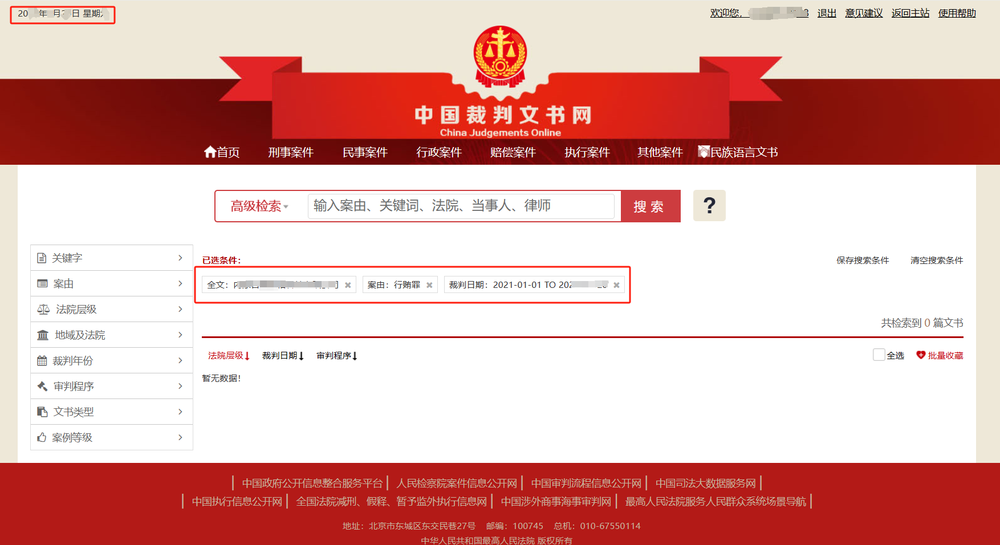 20 年 月2 日 星期
欢迎您, 8 退出 意见建议 返回主站 使用帮助
中国裁判文书网
China Judgements Online
首页 刑事案件 民事案件 行政案件 赔偿案件 执行案件 其他案件 民族语言文书
高级检索 输入案由、关键词、法院、当事人、律师 搜索 ?
关键字
案由
法院层级
地域及法院
裁判年份
审判程序
文书类型
案例等级
已选条件: 保存搜索条件 清空搜索条件
全文: 案由: 行贿罪 裁判日期: 2021-01-01 TO 202
共检索到 0 篇文书
法院层级 裁判日期 审判程序 全选 批量收藏
暂无数据!
中国政府公开信息整合服务平台 | 人民检察院案件信息公开网 | 中国审判流程信息公开网 | 中国司法大数据服务网
中国执行信息公开网 | 全国法院减刑、假释、暂予监外执行信息网 | 中国涉外商事海事审判网 | 最高人民法院服务人民群众系统场景导航
地址: 北京市东城区东交民巷27号 邮编: 100745 总机: 010-67550114
中华人民共和国最高人民法院 版权所有